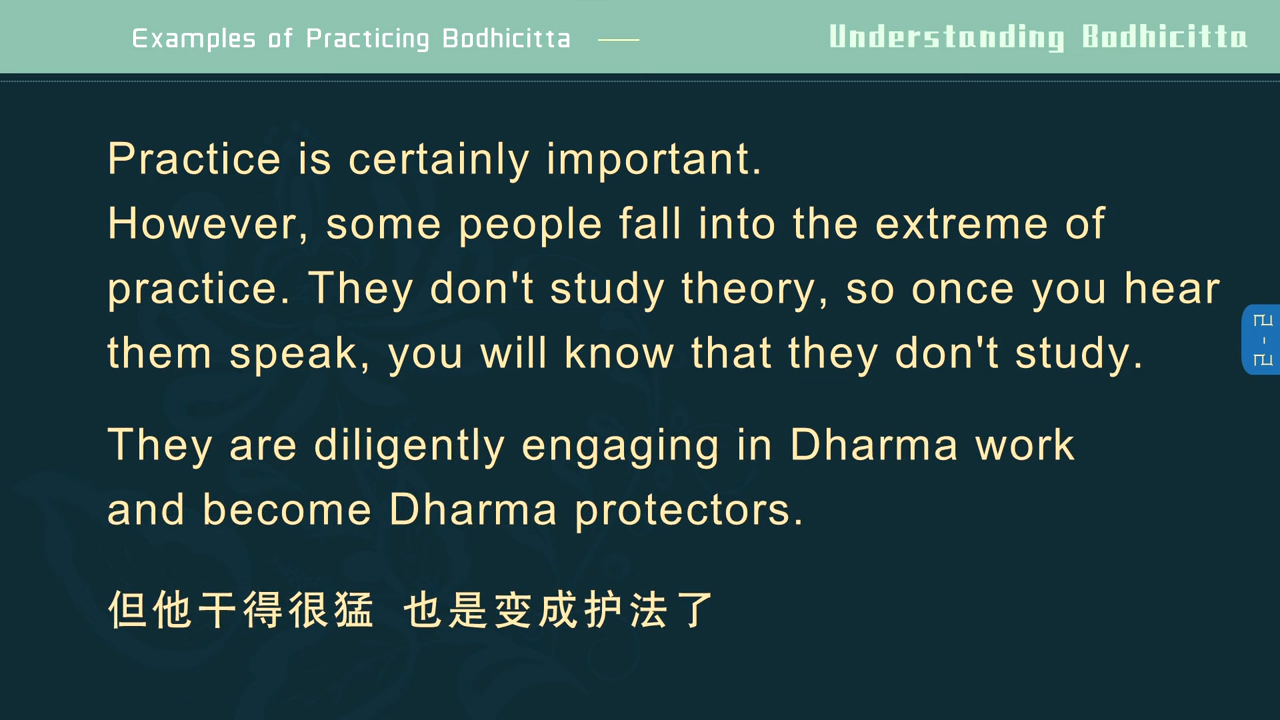 Examples of Practicing Bodhicitta
Understanding Bodhicitta
Practice is certainly important.
However, some people fall into the extreme of
practice. They don't study theory, so once you hear
them speak, you will know that they don't study.
They are diligently engaging in Dharma work
and become Dharma protectors.
但他干得很猛 也是变成护法了